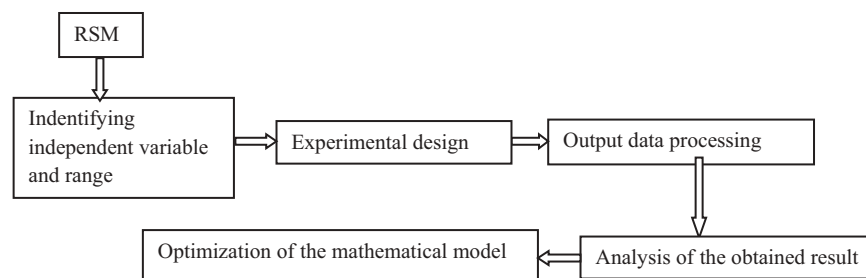 RSM
Indentifying
independent variable
and range
Experimental design
Output data processing
Analysis of the obtained result
Optimization of the mathematical model